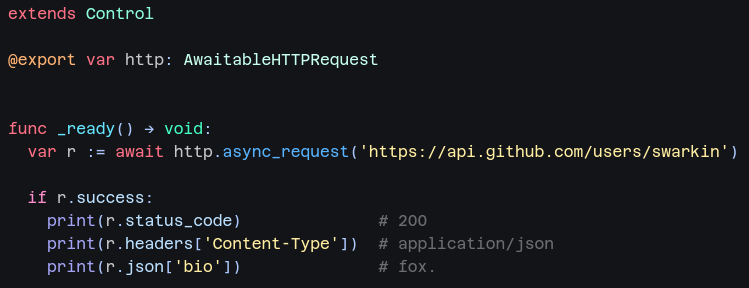 extends Control
@export var http: AwaitableHTTPRequest
func _ready() → void:
var r := await http.async_request('https://api.github.com/users/swarkin')
if r.success:
print(r.status_code) # 200
print(r.headers['Content-Type']) # application/json
print(r.json['bio']) # fox.